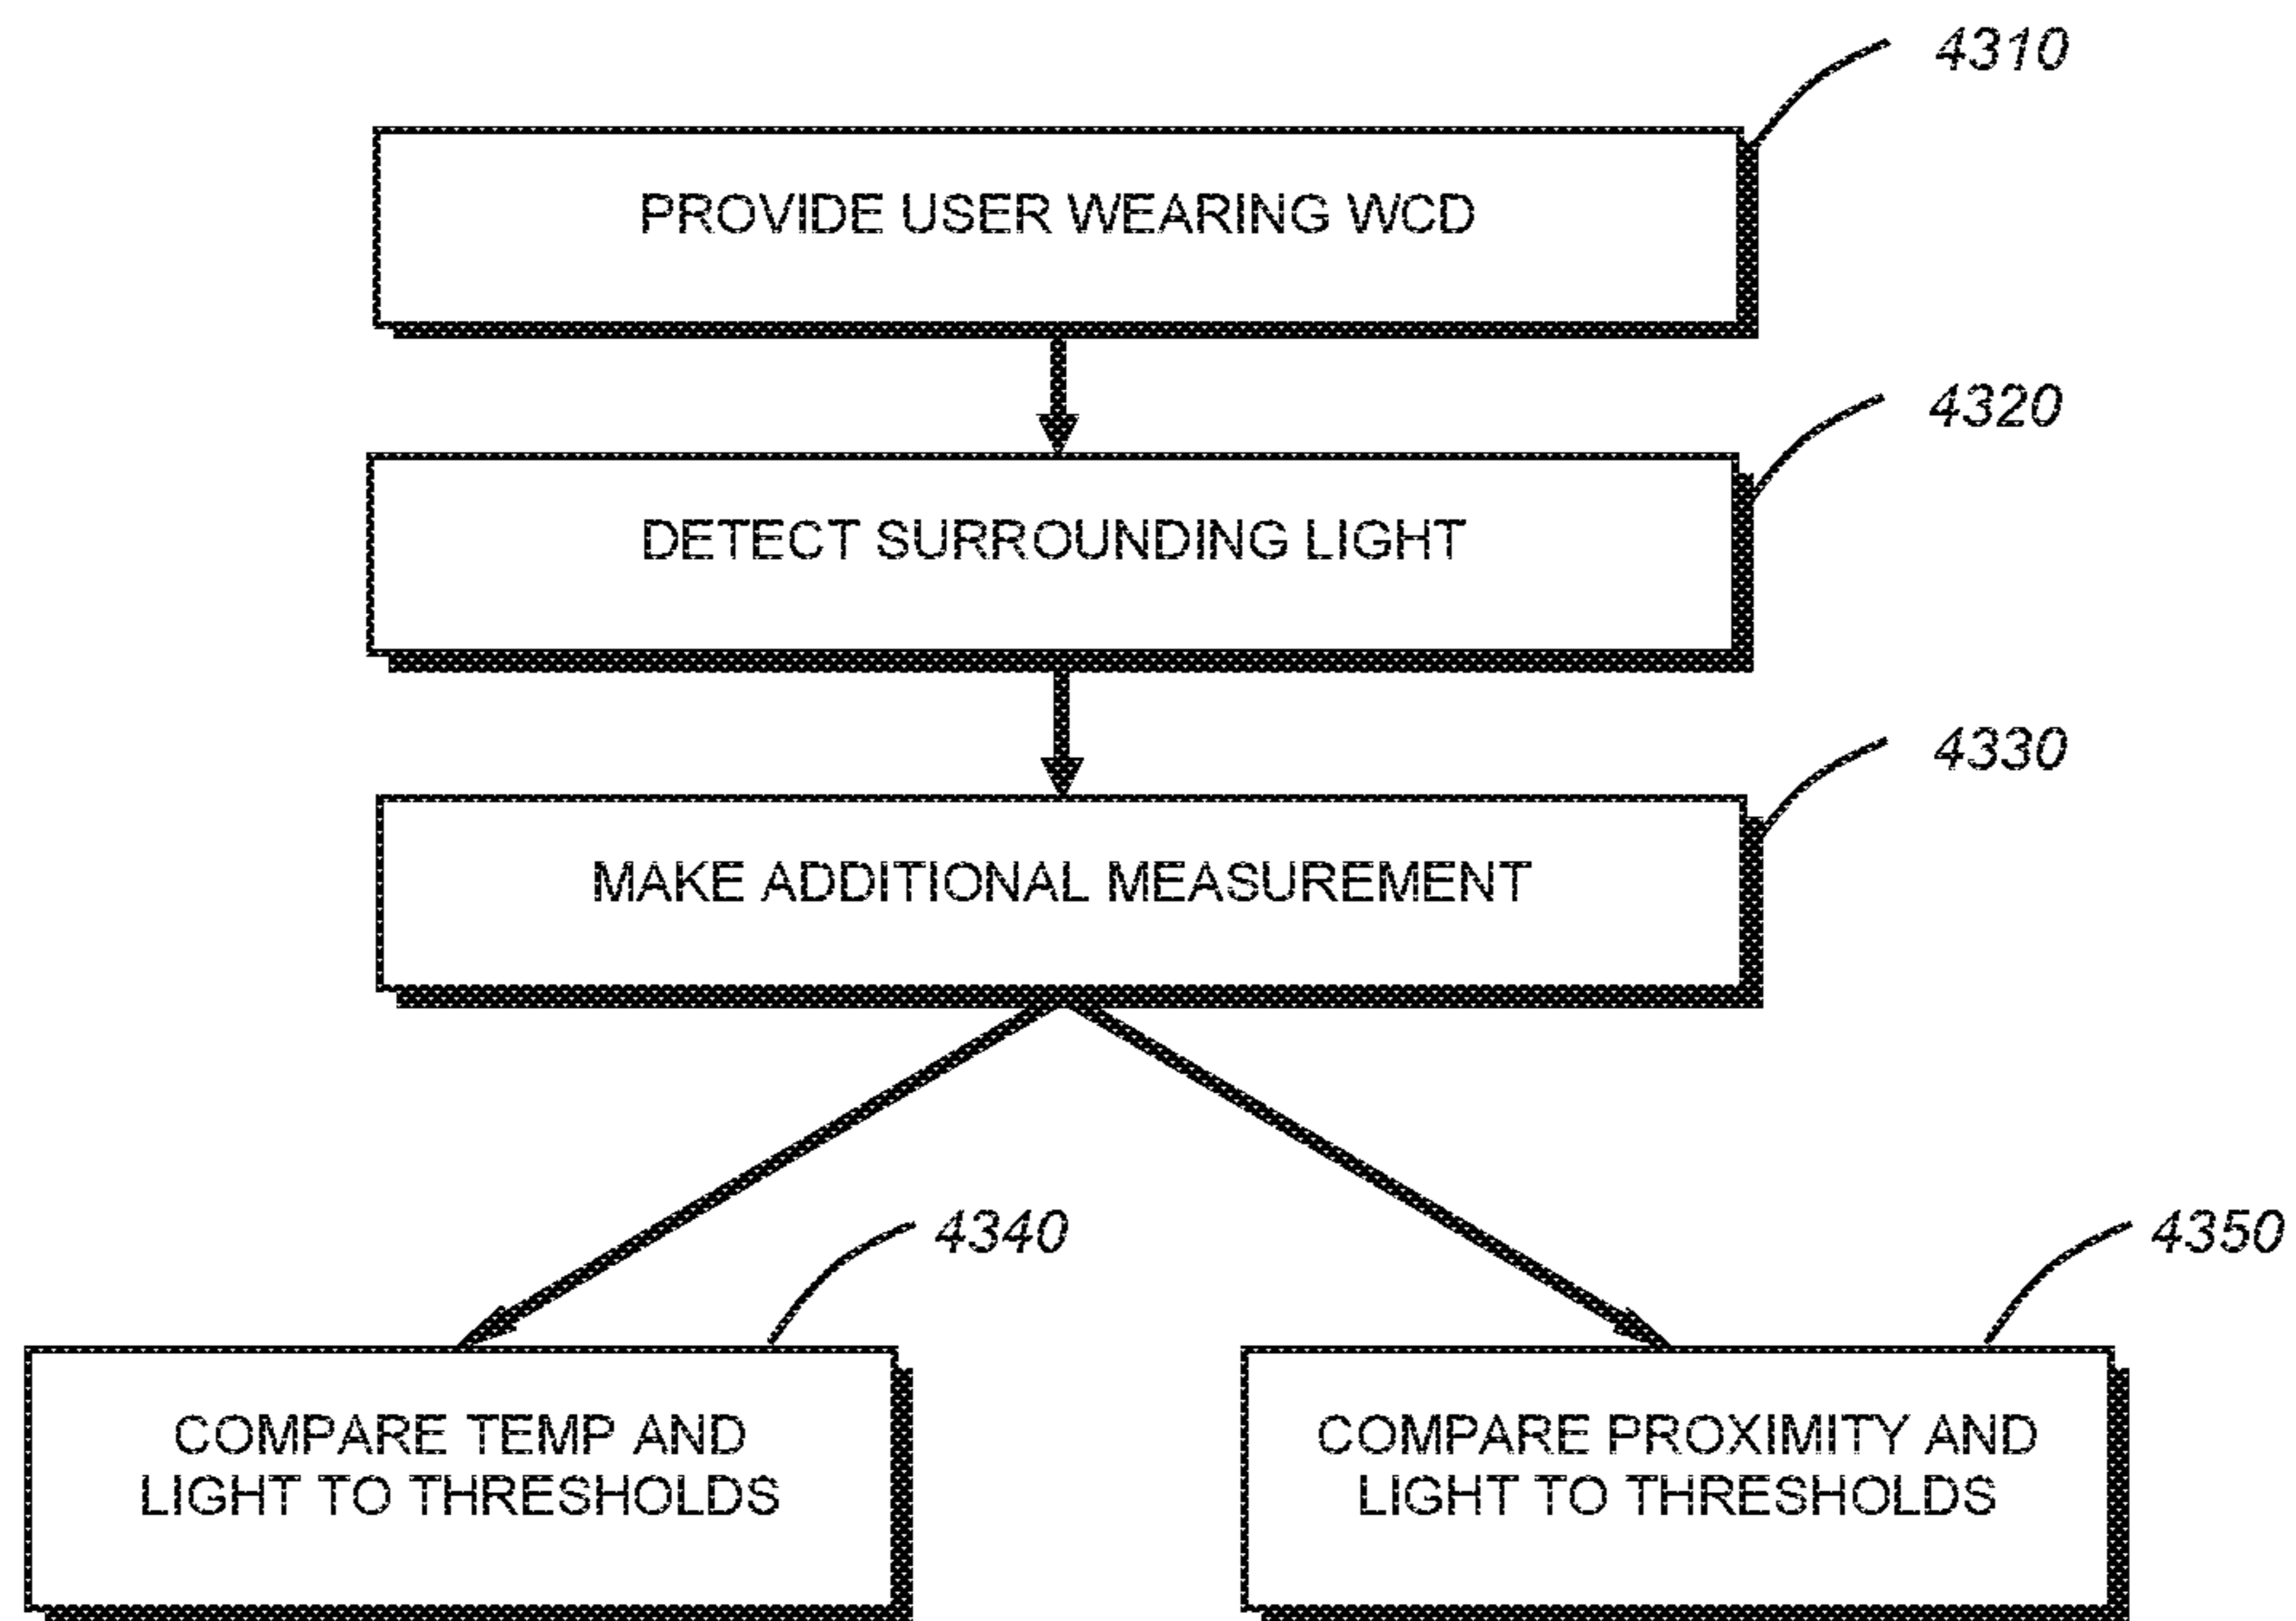 4310
PROVIDE USER WEARING WCD
4320
DETECT SURROUNDING LIGHT
4330
MAKE ADDITIONAL MEASUREMENT
4340
COMPARE TEMP AND
LIGHT TO THRESHOLDS
4350
COMPARE PROXIMITY AND
LIGHT TO THRESHOLDS